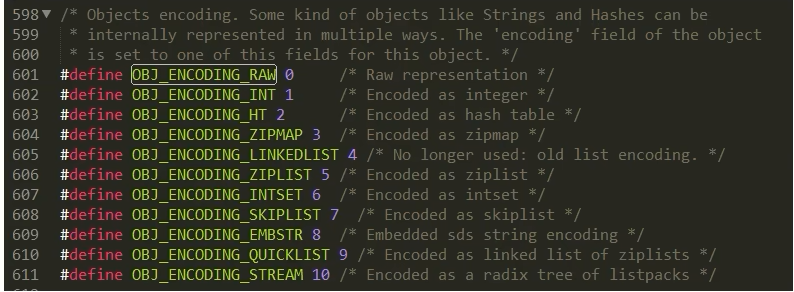 598 /* Objects encoding. Some kind of objects like Strings and Hashes can be
599 * internally represented in multiple ways. The 'encoding' field of the object
600 * is set to one of this fields for this object. */
601 #define OBJ_ENCODING_RAW 0 /* Raw representation */
602 #define OBJ_ENCODING_INT 1 /* Encoded as integer */
603 #define OBJ_ENCODING_HT 2 /* Encoded as hash table */
604 #define OBJ_ENCODING_ZIPMAP 3 /* Encoded as zipmap */
605 #define OBJ_ENCODING_LINKEDLIST 4 /* No longer used: old list encoding. */
606 #define OBJ_ENCODING_ZIPLIST 5 /* Encoded as ziplist */
607 #define OBJ_ENCODING_INTSET 6 /* Encoded as intset */
608 #define OBJ_ENCODING_SKIPLIST 7 /* Encoded as skiplist */
609 #define OBJ_ENCODING_EMBSTR 8 /* Embedded sds string encoding */
610 #define OBJ_ENCODING_QUICKLIST 9 /* Encoded as linked list of ziplists */
611 #define OBJ_ENCODING_STREAM 10 /* Encoded as a radix tree of listpacks */